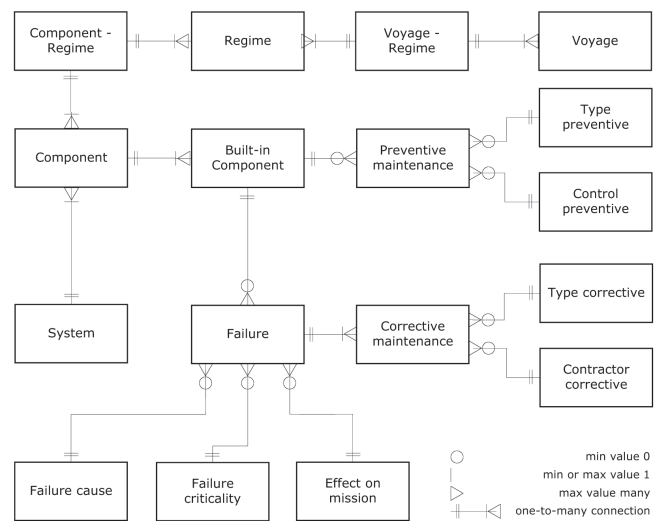 Component -
Regime
Regime
Voyage -
Regime
Voyage
Component
Built-in
Component
Preventive
maintenance
Type
preventive
Control
preventive
System
Failure
Corrective
maintenance
Type corrective
Contractor
corrective
Failure cause
Failure
criticality
Effect on
mission
min value 0
min or max value 1
max value many
one-to-many connection